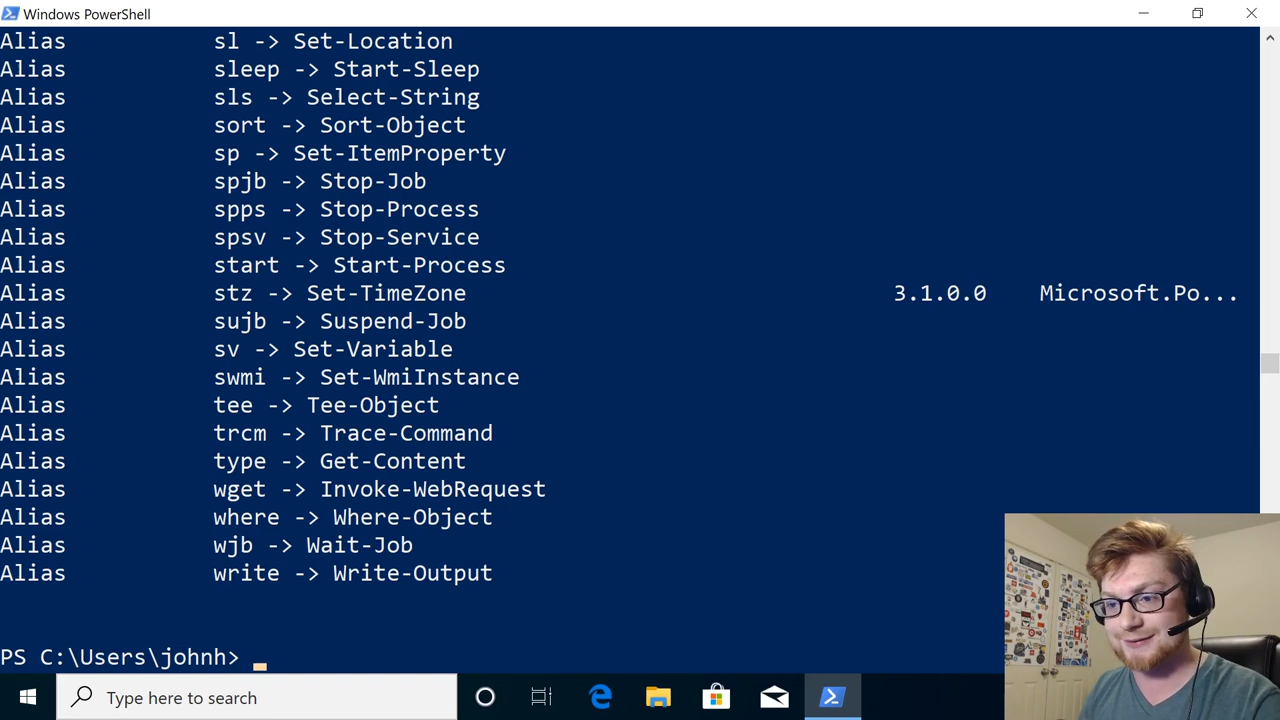 Windows PowerShell
Alias sl -> Set-Location
Alias sleep -> Start-Sleep
Alias sls -> Select-String
Alias sort -> Sort-Object
Alias sp -> Set-ItemProperty
Alias spjb -> Stop-Job
Alias spps -> Stop-Process
Alias spsv -> Stop-Service
Alias start -> Start-Process
Alias stz -> Set-TimeZone 3.1.0.0 Microsoft.Po...
Alias sujb -> Suspend-Job
Alias sv -> Set-Variable
Alias swmi -> Set-WmiInstance
Alias tee -> Tee-Object
Alias trcm -> Trace-Command
Alias type -> Get-Content
Alias wget -> Invoke-WebRequest
Alias where -> Where-Object
Alias wjb -> Wait-Job
Alias write -> Write-Output
PS C:\Users\johnh>
Type here to search